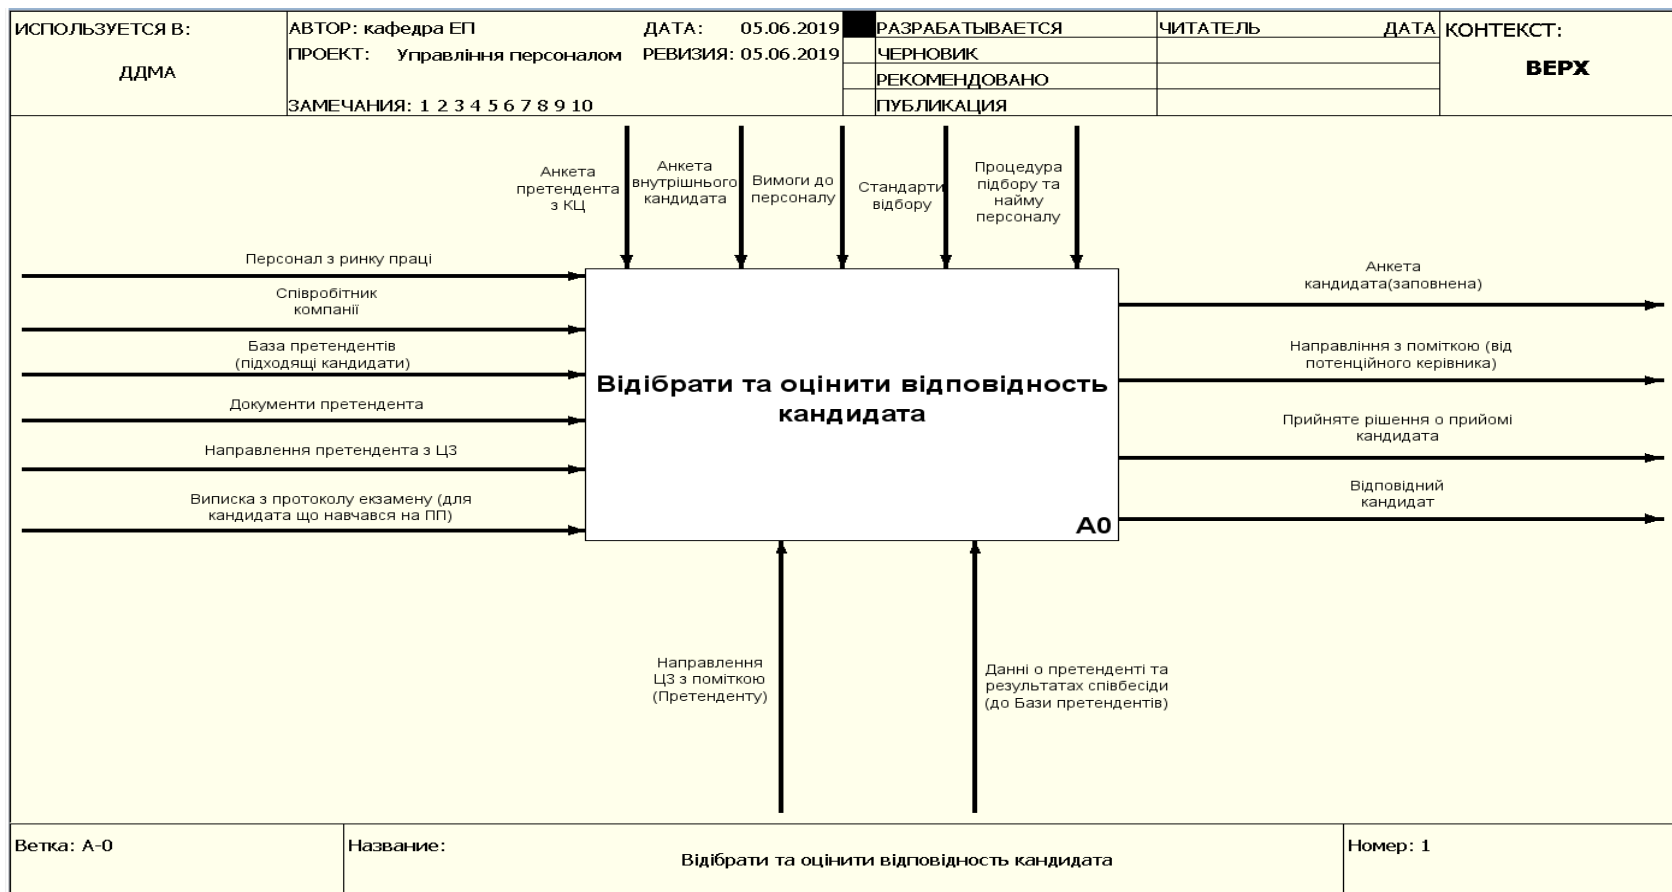 ИСПОЛЬЗУЕТСЯ В:
ДДМА
АВТОР: кафедра ЕП
ДАТА: 05.06.2019
ПРОЕКТ: Управління персоналом
РЕВИЗИЯ: 05.06.2019
ЗАМЕЧАНИЯ: 1 2 3 4 5 6 7 8 9 10
РАЗРАБАТЫВАЕТСЯ
ЧЕРНОВИК
РЕКОМЕНДОВАНО
ПУБЛИКАЦИЯ
ЧИТАТЕЛЬ ДАТА
КОНТЕКСТ:
ВЕРХ
Анкета
претендента
з КЦ
Анкета
внутрішнього
кандидата
Вимоги до
персоналу
Стандарти
відбору
Процедура
підбору та
найму
персоналу
Персонал з ринку праці
Співробітник
компанії
База претендентів
(підходящі кандидати)
Документи претендента
Направлення претендента з ЦЗ
Виписка з протоколу екзамену (для
кандидата що навчався на ПП)
Відібрати та оцінити відповідность
кандидата
A0
Анкета
кандидата(заповнена)
Направління з поміткою (від
потенційного керівника)
Прийняте рішення о прийомі
кандидата
Відповідний
кандидат
Направлення
ЦЗ з поміткою
(Претенденту)
Данні о претенденті та
результатах співбесіди
(до Бази претендентів)
Ветка: A-0
Название:
Відібрати та оцінити відповідность кандидата
Номер: 1